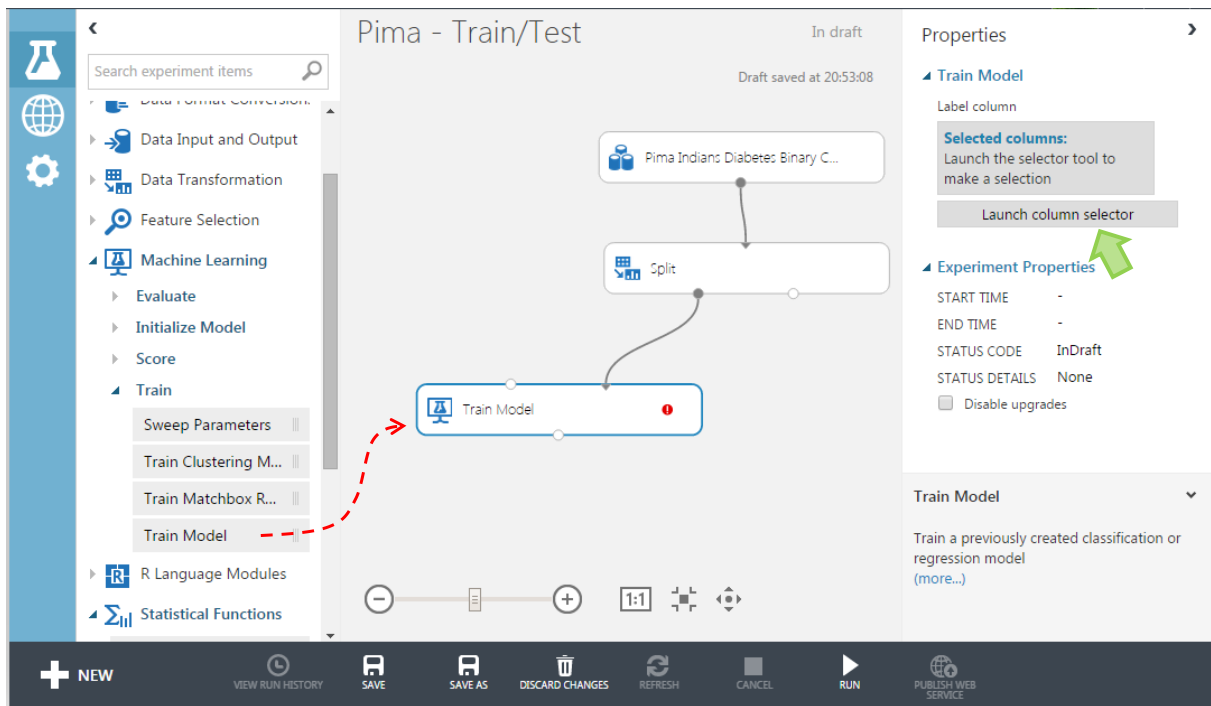 Pima - Train/Test
In draft
Draft saved at 20:53:08
Search experiment items
Data Format Conversion.
Data Input and Output
Data Transformation
Feature Selection
Machine Learning
Evaluate
Initialize Model
Score
Train
Sweep Parameters
Train Clustering M...
Train Matchbox R...
Train Model
R Language Modules
Statistical Functions
Pima Indians Diabetes Binary C...
Split
Train Model
1:1
Properties
Train Model
Label column
Selected columns:
Launch the selector tool to
make a selection
Launch column selector
Experiment Properties
START TIME -
END TIME -
STATUS CODE InDraft
STATUS DETAILS None
Disable upgrades
Train Model
Train a previously created classification or
regression model
(more...)
NEW
VIEW RUN HISTORY
SAVE
SAVE AS
DISCARD CHANGES
REFRESH
CANCEL
RUN
PUBLISH WEB
SERVICE